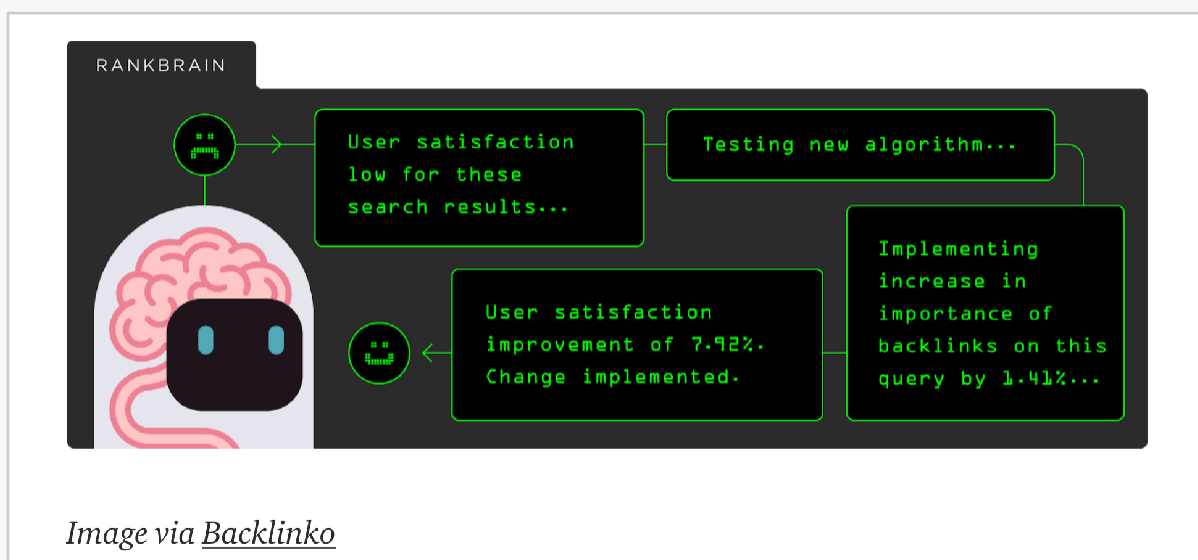 RANKBRAIN
User satisfaction
low for these
search results...
Testing new algorithm...
Implementing
increase in
importance of
backlinks on this
query by 1.41%...
User satisfaction
improvement of 7.92%.
Change implemented.
Image via Backlinko